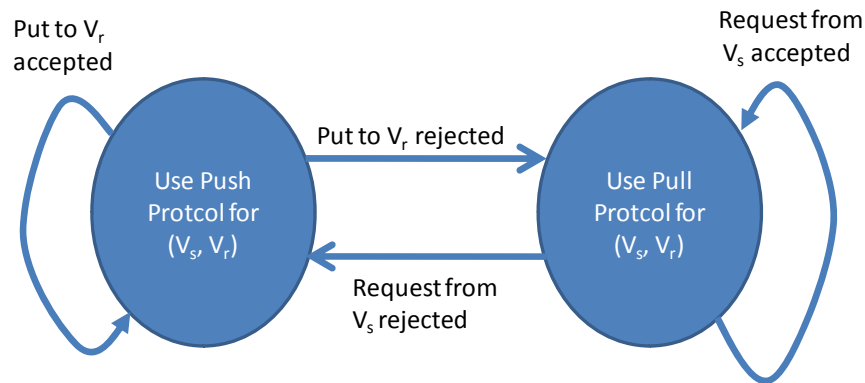 Put to Vr
accepted
Request from
Vs accepted
Put to Vr rejected
Use Push
Protcol for
(Vs, Vr)
Use Pull
Protcol for
(Vs, Vr)
Request from
Vs rejected